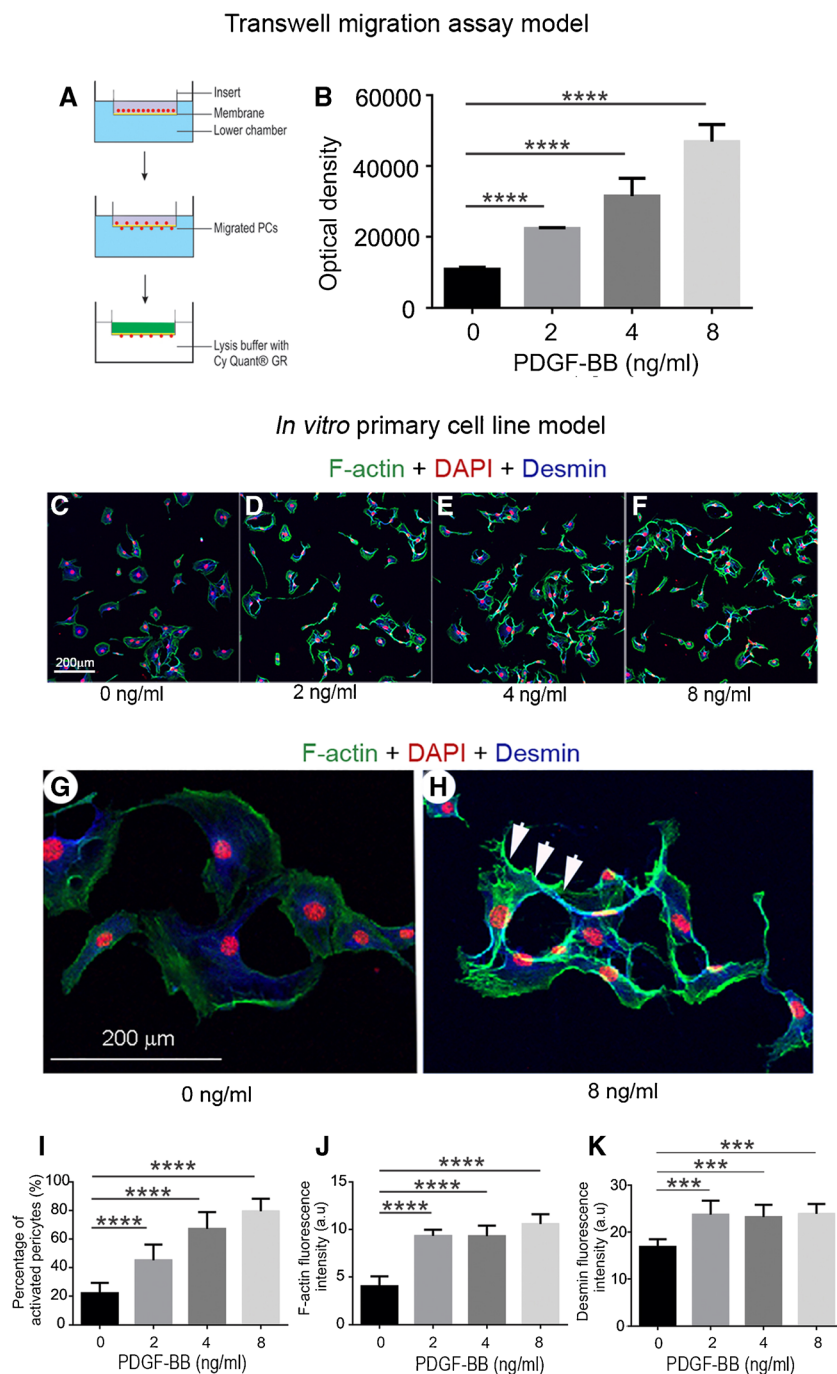 Transwell migration assay model
A
Insert
Membrane
Lower chamber
Migrated PCs
Lysis buffer with
Cy Quant® GR
B
60000
40000
20000
0
Optical density
****
****
****
0 2 4 8
PDGF-BB (ng/ml)
In vitro primary cell line model
F-actin + DAPI + Desmin
C D E F
200μm
0 ng/ml 2 ng/ml 4 ng/ml 8 ng/ml
F-actin + DAPI + Desmin
G H
200 μm
0 ng/ml 8 ng/ml
I
Percentage of
activated pericytes (%)
100
80
60
40
20
0
****
****
****
0 2 4 8
PDGF-BB (ng/ml)
J
F-actin fluorescence
intensity (a.u)
15
10
5
0
****
****
****
0 2 4 8
PDGF-BB (ng/ml)
K
Desmin fluorescence
intensity (a.u)
30
20
10
0
***
***
***
0 2 4 8
PDGF-BB (ng/ml)